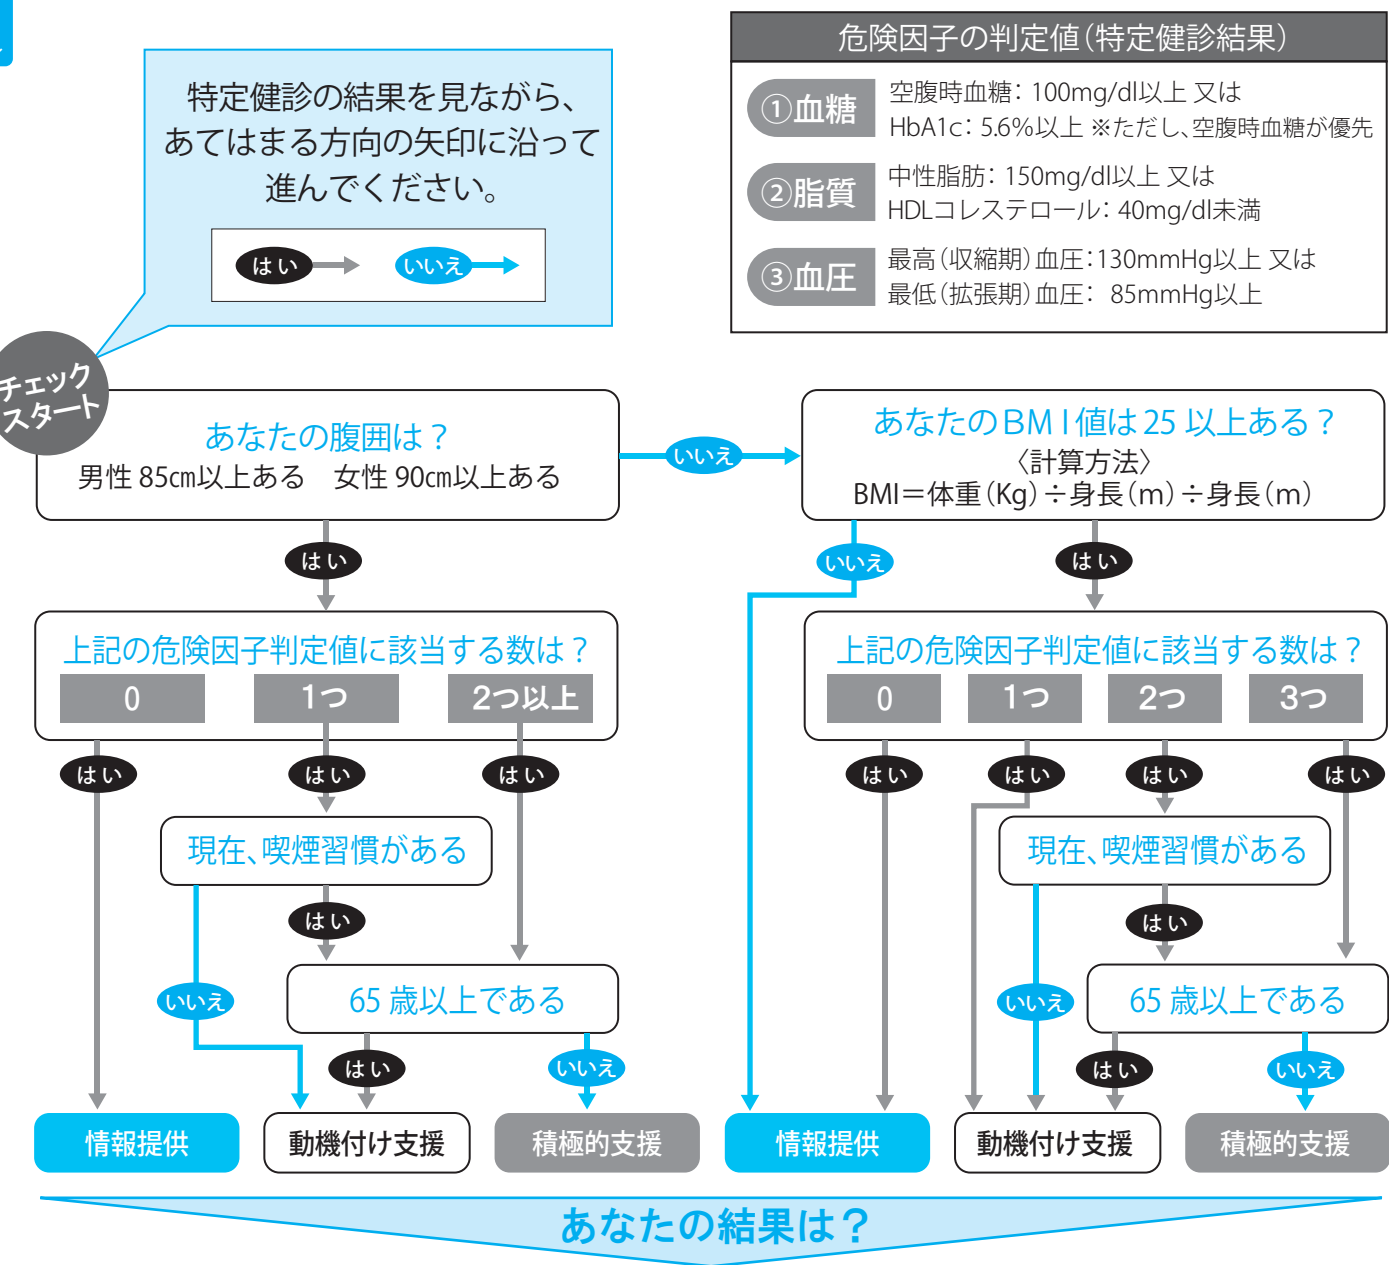 特定健診の結果を見ながら、
あてはまる方向の矢印に沿って
進んでください。
はい
いいえ
危険因子の判定値(特定健診結果)
①血糖
空腹時血糖: 100mg/dl以上 又は
HbA1c: 5.6%以上 ※ただし、空腹時血糖が優先
②脂質
中性脂肪: 150mg/dl以上 又は
HDLコレステロール: 40mg/dl未満
③血圧
最高(収縮期)血圧:130mmHg以上 又は
最低(拡張期)血圧: 85mmHg以上
チェック
スタート
あなたの腹囲は?
男性 85㎝以上ある 女性 90㎝以上ある
いいえ
あなたのBMI値は25以上ある?
〈計算方法〉
BMI=体重(Kg)÷身長(m)÷身長(m)
はい
いいえ
はい
上記の危険因子判定値に該当する数は?
0
1つ
2つ以上
上記の危険因子判定値に該当する数は?
0
1つ
2つ
3つ
はい
はい
はい
はい
はい
はい
はい
現在、喫煙習慣がある
現在、喫煙習慣がある
はい
はい
いいえ
65歳以上である
いいえ
65歳以上である
はい
いいえ
はい
いいえ
情報提供
動機付け支援
積極的支援
情報提供
動機付け支援
積極的支援
あなたの結果は?